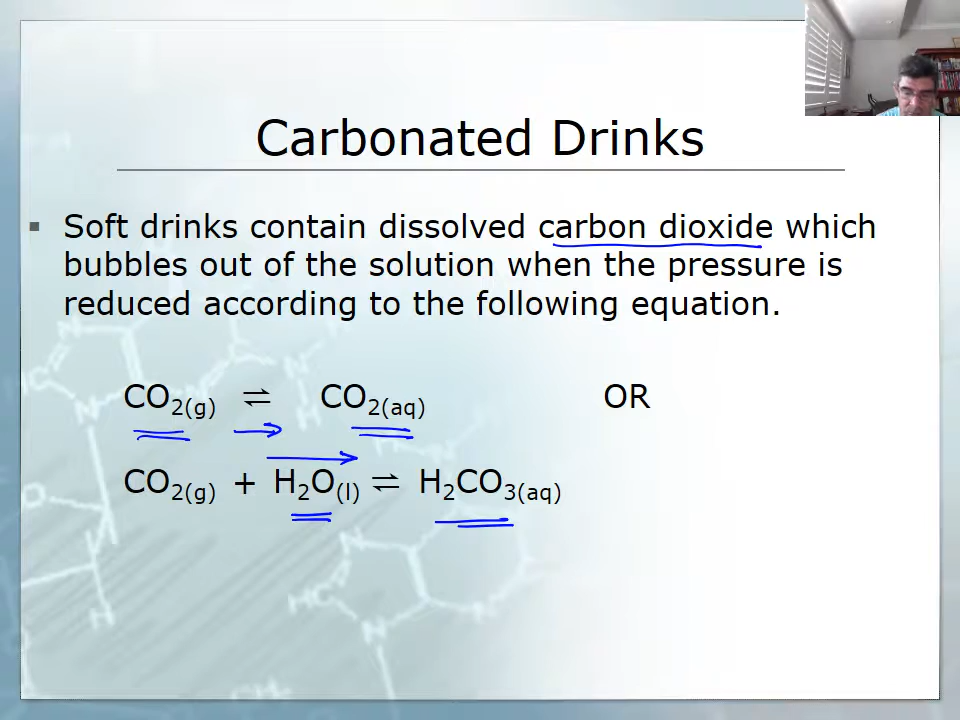 Carbonated Drinks
▪ Soft drinks contain dissolved carbon dioxide which
bubbles out of the solution when the pressure is
reduced according to the following equation.
CO₂(g) ⇌ CO₂(aq) OR
CO₂(g) + H₂O(l) ⇌ H₂CO₃(aq)